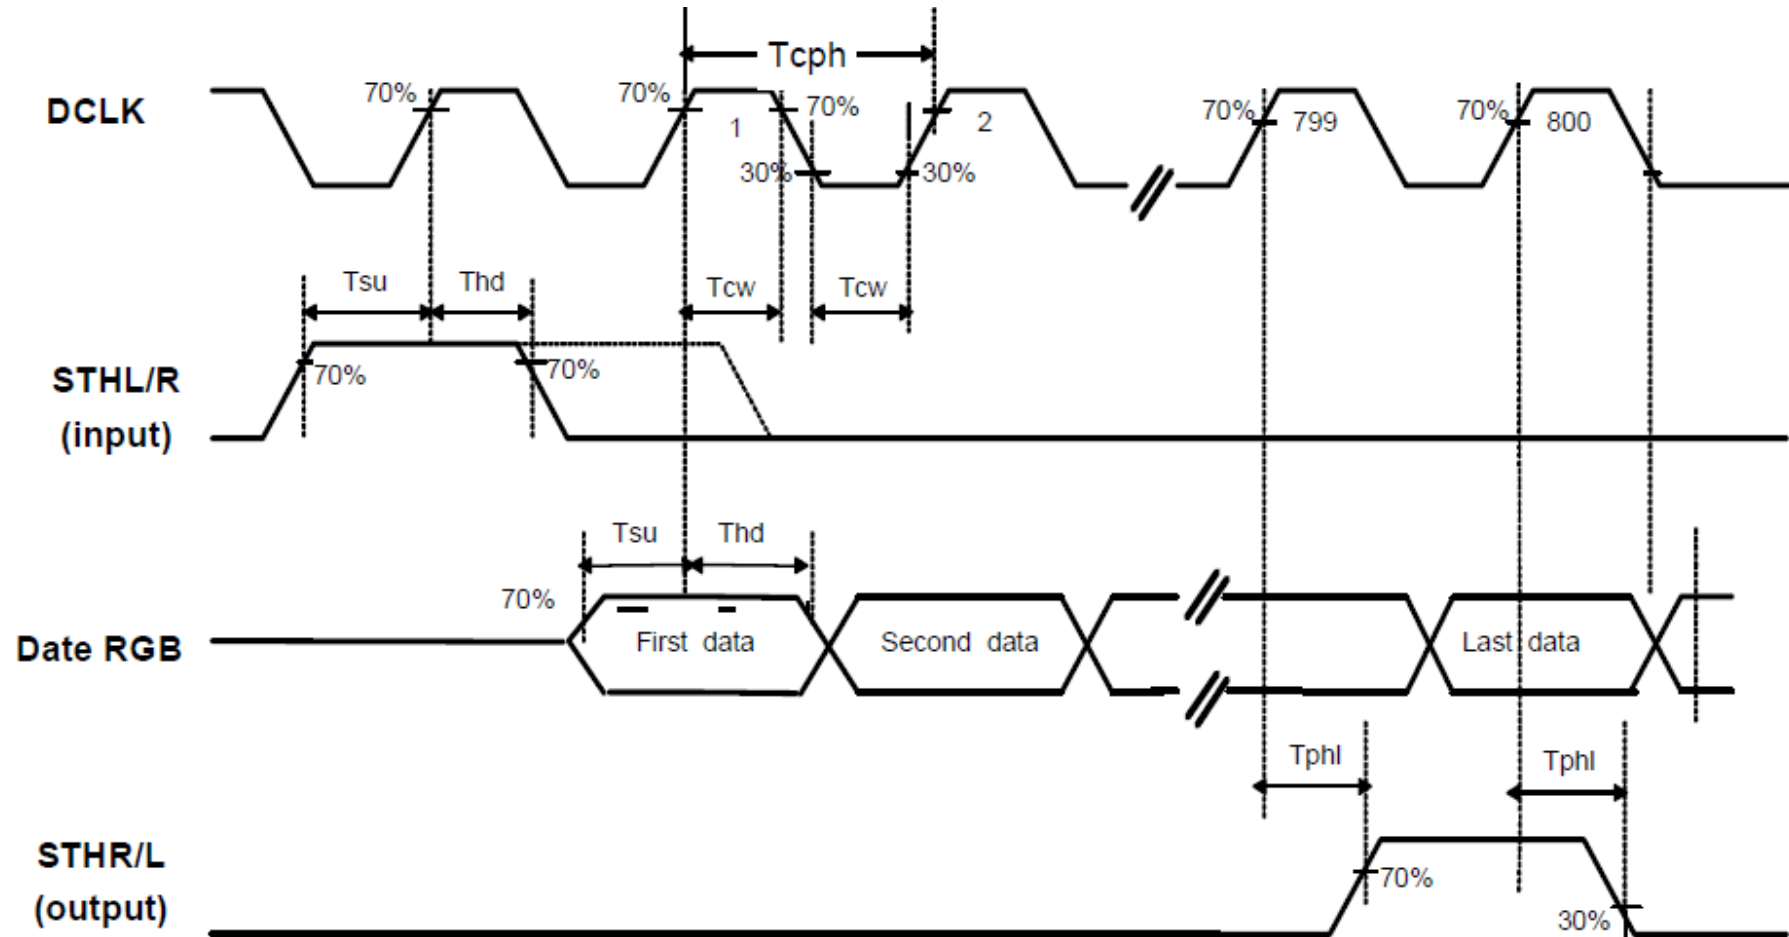 Tcph
DCLK
70%
70%
1
70%
30%
30%
2
70%
799
70%
800
Tsu
Thd
Tcw
Tcw
STHL/R
(input)
70%
70%
Tsu
Thd
70%
Date RGB
First data
Second data
Last data
Tphl
Tphl
STHR/L
(output)
70%
30%